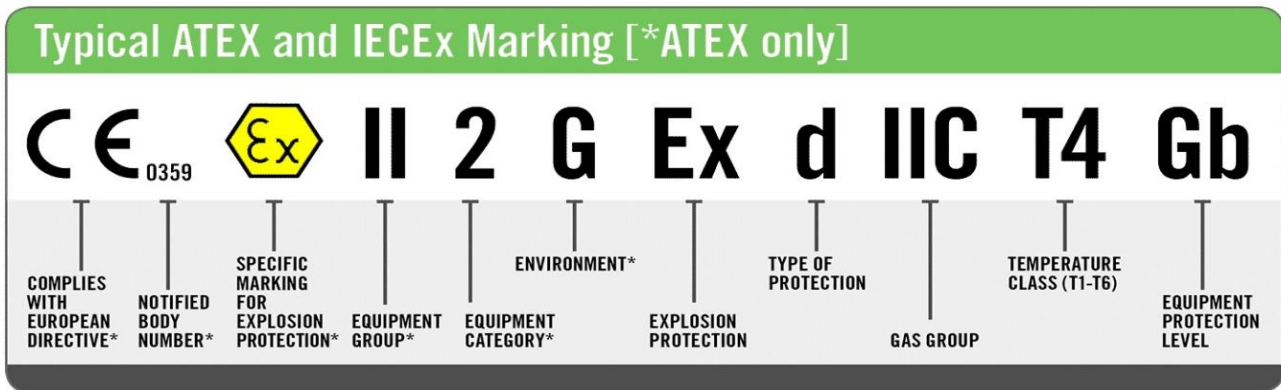 Typical ATEX and IECEx Marking [*ATEX only]
CE 0359 Ex II 2 G Ex d IIC T4 Gb
COMPLIES
WITH
EUROPEAN
DIRECTIVE*
NOTIFIED
BODY
NUMBER*
SPECIFIC
MARKING
FOR
EXPLOSION
PROTECTION*
EQUIPMENT
GROUP*
EQUIPMENT
CATEGORY*
ENVIRONMENT*
EXPLOSION
PROTECTION
TYPE OF
PROTECTION
GAS GROUP
TEMPERATURE
CLASS (T1-T6)
EQUIPMENT
PROTECTION
LEVEL